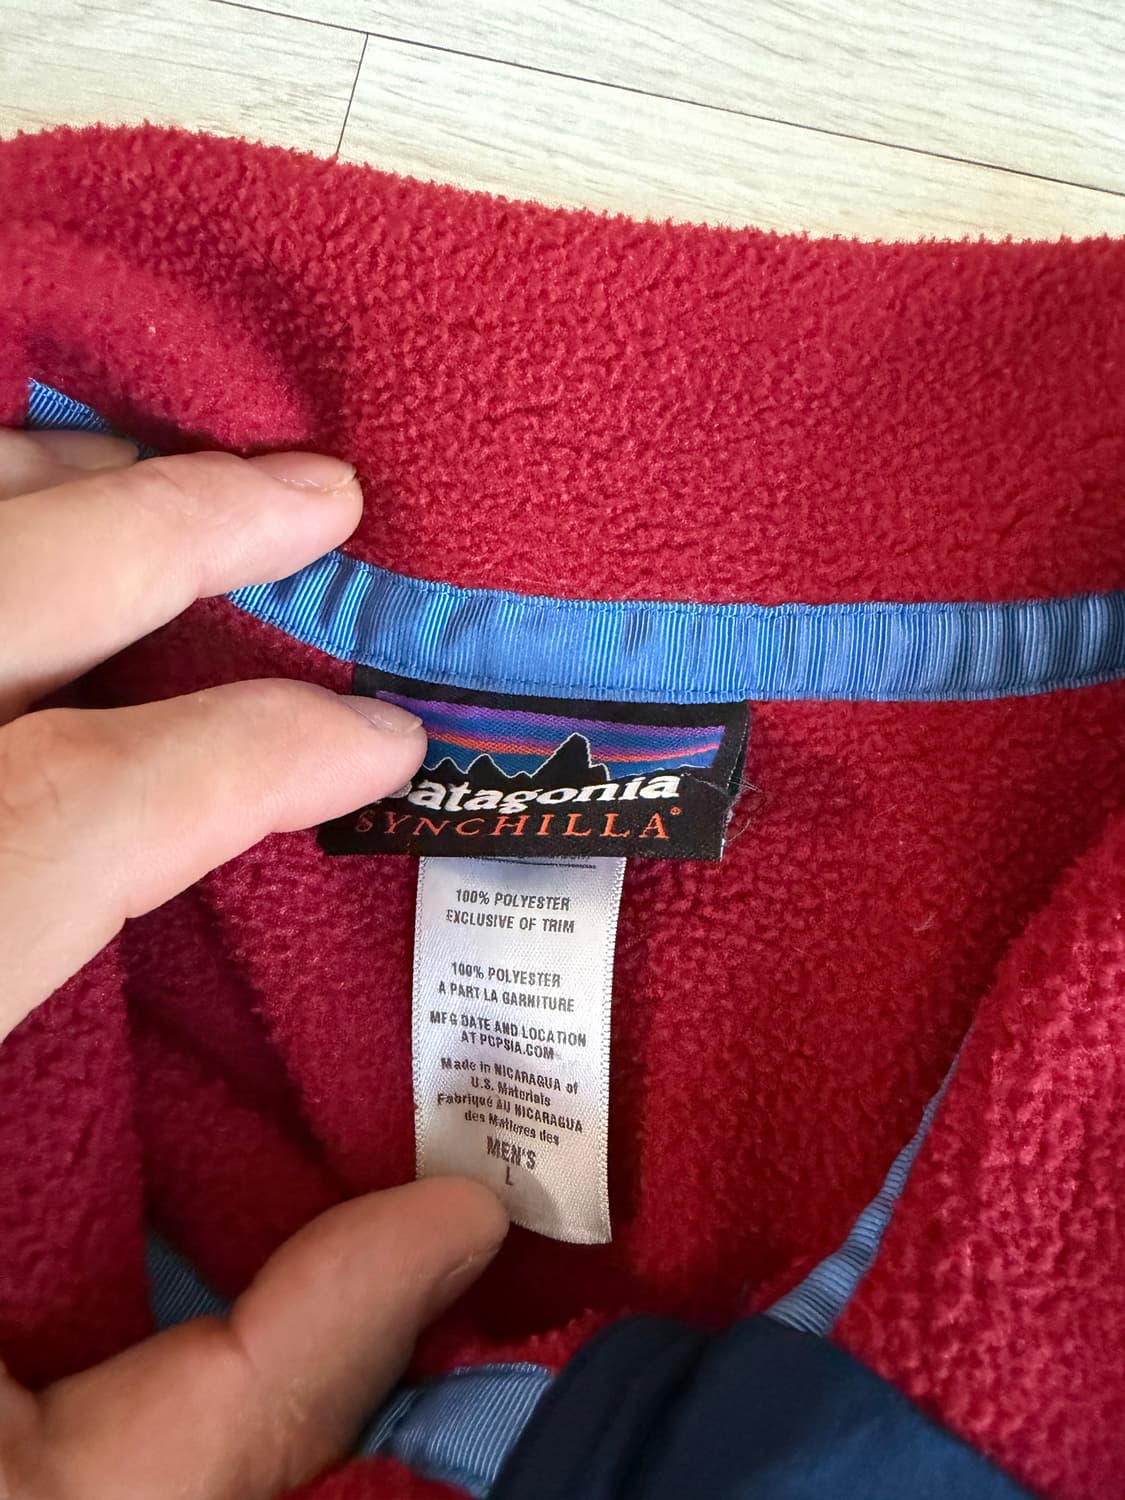 patagonia®
SYNCHILLA
100% POLYESTER
EXCLUSIVE OF TRIM
100% POLYESTER
A PART LA GARNITURE
MFG DATE AND LOCATION
AT PCPSIA.COM
Made in NICARAGUA of
U.S. Materials
Fabriqué AU NICARAGUA
des Matieres des
MEN'S
L